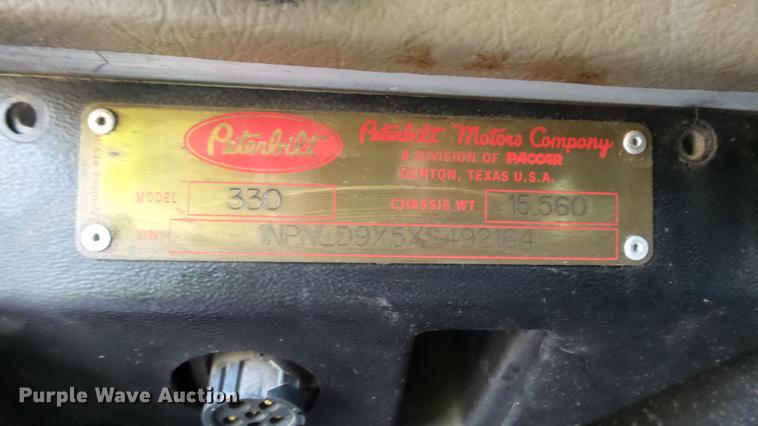 Peterbilt
Peterbilt Motors Company
A DIVISION OF PACCAR
DENTON, TEXAS U.S.A.
MODEL 330 CHASSIS WT 15,560
VIN 1NPNLD9X5XS492164
Purple Wave Auction